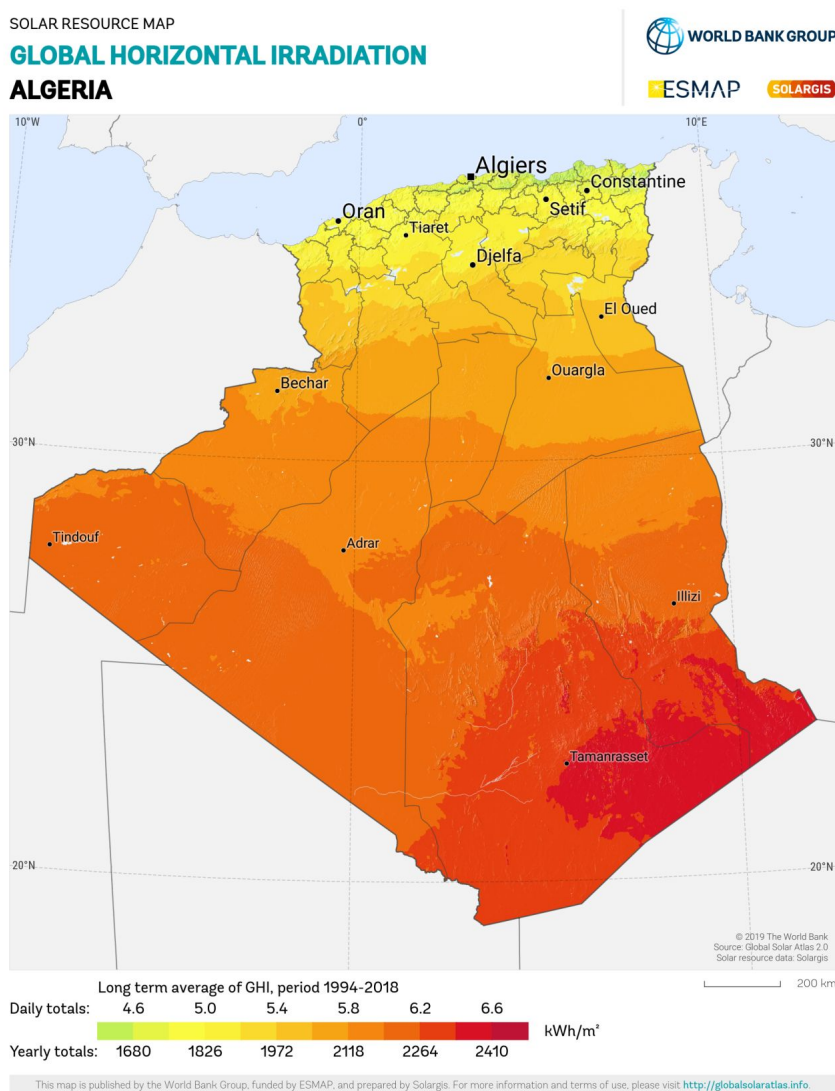 SOLAR RESOURCE MAP
GLOBAL HORIZONTAL IRRADIATION
ALGERIA
WORLD BANK GROUP
ESMAP
SOLARGIS
10°W
0°
10°E
Algiers
Constantine
Oran
Setif
Tiaret
Djelfa
El Oued
Ouargla
Bechar
30°N
30°N
Tindouf
Adrar
Illizi
Tamanrasset
20°N
20°N
© 2019 The World Bank
Source: Global Solar Atlas 2.0
Solar resource data: Solargis
Long term average of GHI, period 1994-2018
200 km
Daily totals: 4.6 5.0 5.4 5.8 6.2 6.6
kWh/m²
Yearly totals: 1680 1826 1972 2118 2264 2410
This map is published by the World Bank Group, funded by ESMAP, and prepared by Solargis. For more information and terms of use, please visit http://globalsolaratlas.info.